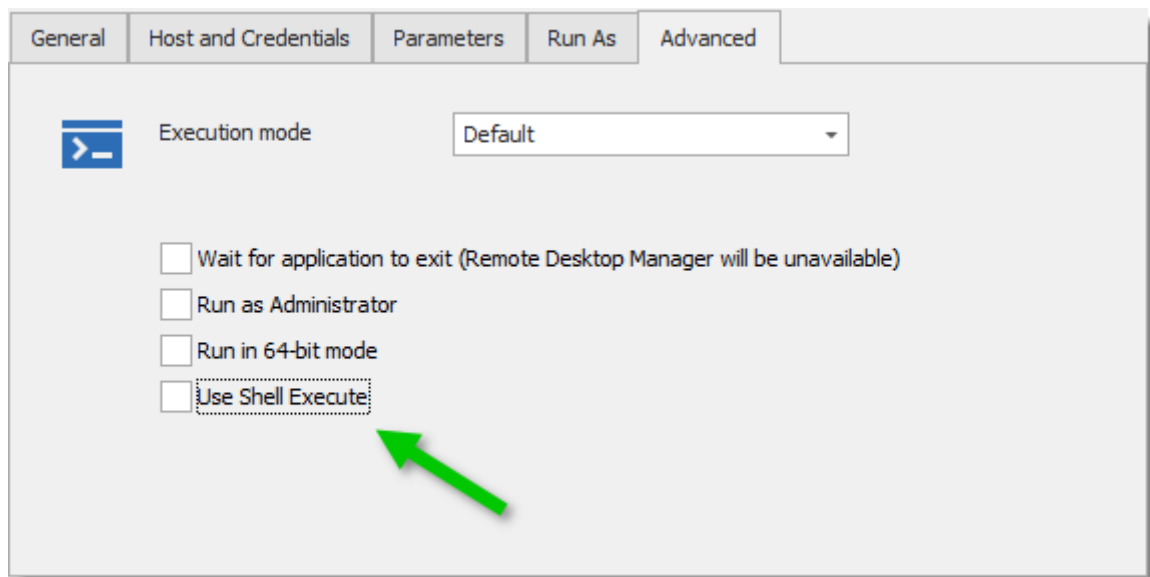 General Host and Credentials Parameters Run As Advanced
Execution mode Default
Wait for application to exit (Remote Desktop Manager will be unavailable)
Run as Administrator
Run in 64-bit mode
Use Shell Execute